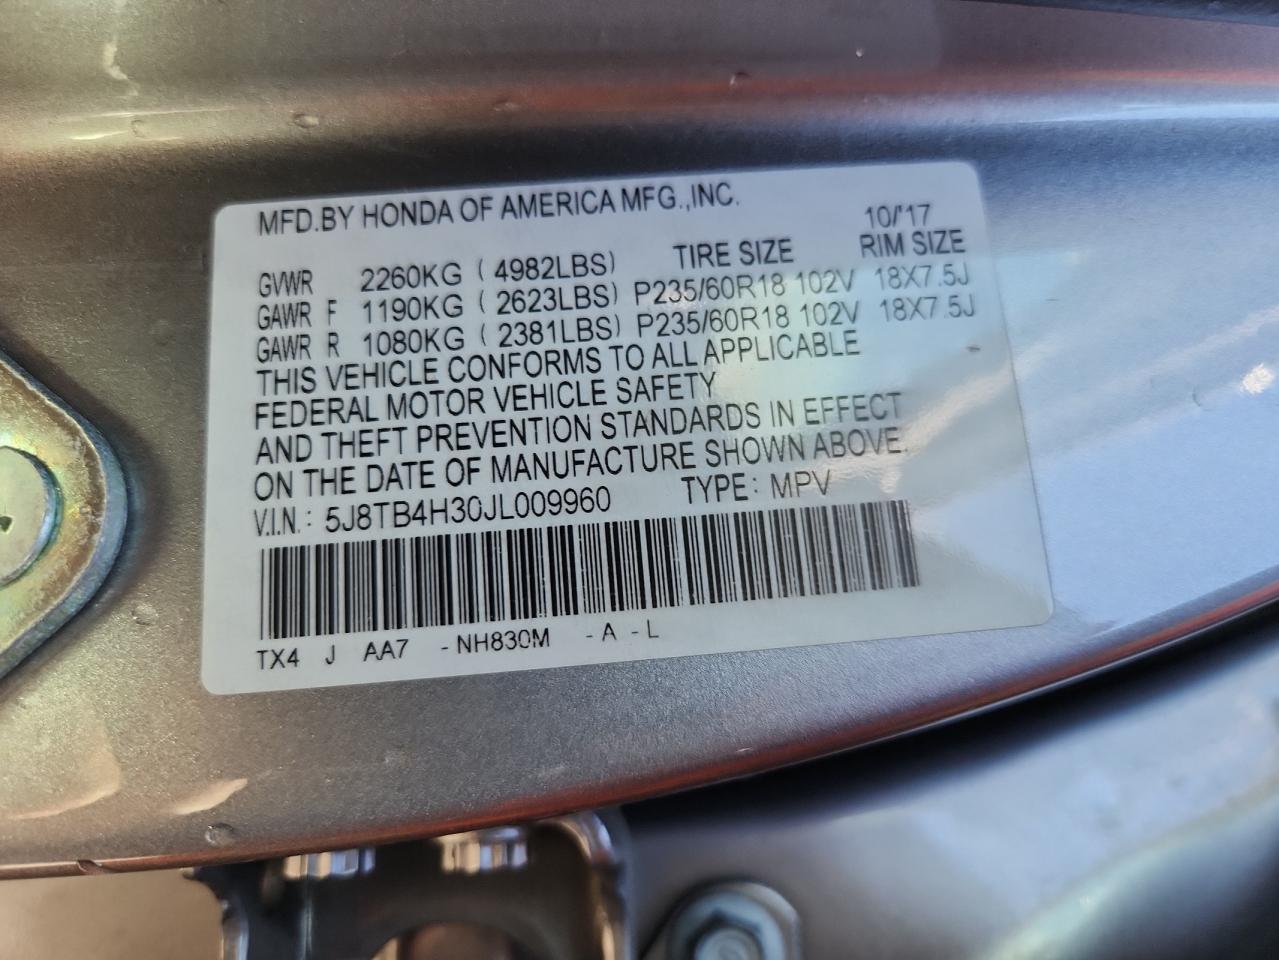 MFD.BY HONDA OF AMERICA MFG.,INC.
10/'17
TIRE SIZE RIM SIZE
GVWR 2260KG ( 4982LBS)
GAWR F 1190KG ( 2623LBS) P235/60R18 102V 18X7.5J
GAWR R 1080KG ( 2381LBS) P235/60R18 102V 18X7.5J
THIS VEHICLE CONFORMS TO ALL APPLICABLE
FEDERAL MOTOR VEHICLE SAFETY
AND THEFT PREVENTION STANDARDS IN EFFECT
ON THE DATE OF MANUFACTURE SHOWN ABOVE.
V.I.N.: 5J8TB4H30JL009960 TYPE: MPV
TX4 J AA7 -NH830M -A -L